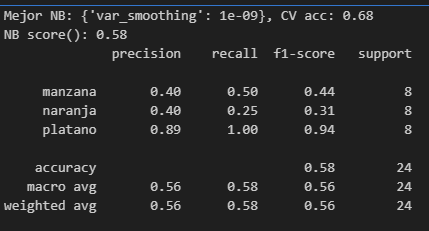 Mejor NB: {'var_smoothing': 1e-09}, CV acc: 0.68
NB score(): 0.58
precision recall f1-score support
manzana 0.40 0.50 0.44 8
naranja 0.40 0.25 0.31 8
platano 0.89 1.00 0.94 8
accuracy 0.58 24
macro avg 0.56 0.58 0.56 24
weighted avg 0.56 0.58 0.56 24